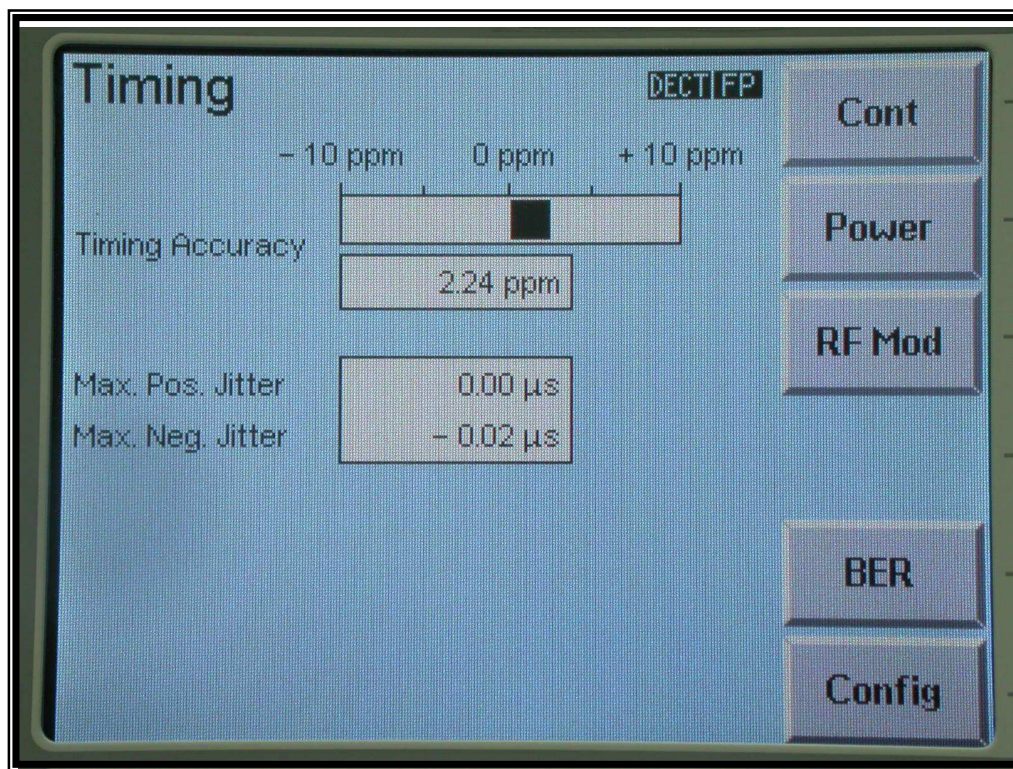 Timing
DECT FP
– 10 ppm 0 ppm + 10 ppm
Timing Accuracy
2.24 ppm
Max. Pos. Jitter 0.00 µs
Max. Neg. Jitter – 0.02 µs
Cont
Power
RF Mod
BER
Config